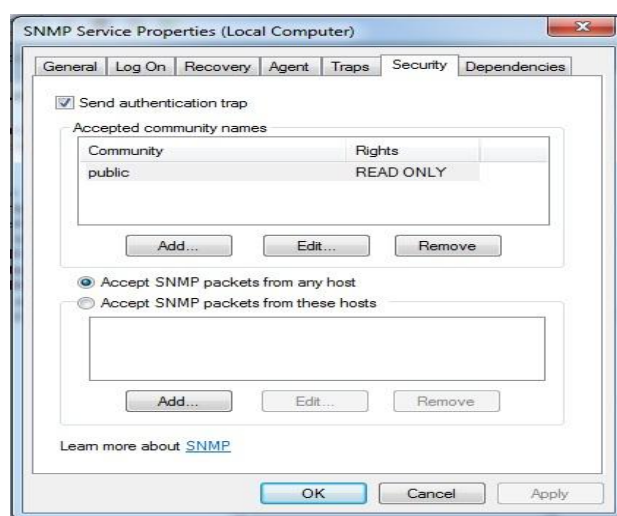 SNMP Service Properties (Local Computer)
General Log On Recovery Agent Traps Security Dependencies
Send authentication trap
Accepted community names
Community Rights
public READ ONLY
Add... Edit... Remove
Accept SNMP packets from any host
Accept SNMP packets from these hosts
Add... Edit... Remove
Learn more about SNMP
OK Cancel Apply